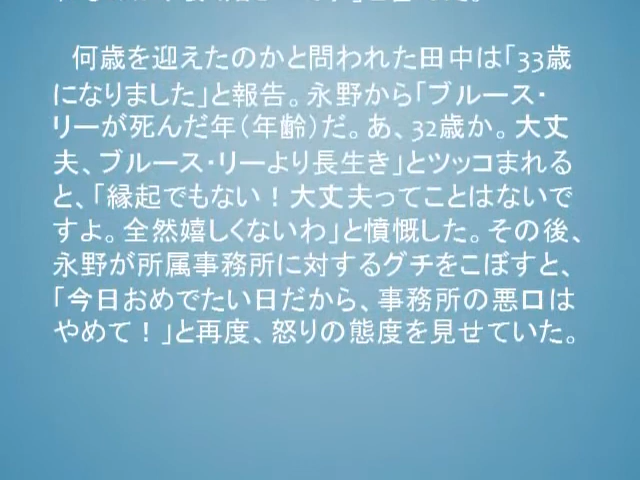 何歳を迎えたのかと問われた田中は「33歳
になりました」と報告。永野から「ブルース・
リーが死んだ年（年齢）だ。あ、32歳か。大丈
夫、ブルース・リーより長生き」とツッコまれる
と、「縁起でもない！大丈夫ってことはないで
すよ。全然嬉しくないわ」と憤慨した。その後、
永野が所属事務所に対するグチをこぼすと、
「今日おめでたい日だから、事務所の悪口は
やめて！」と再度、怒りの態度を見せていた。